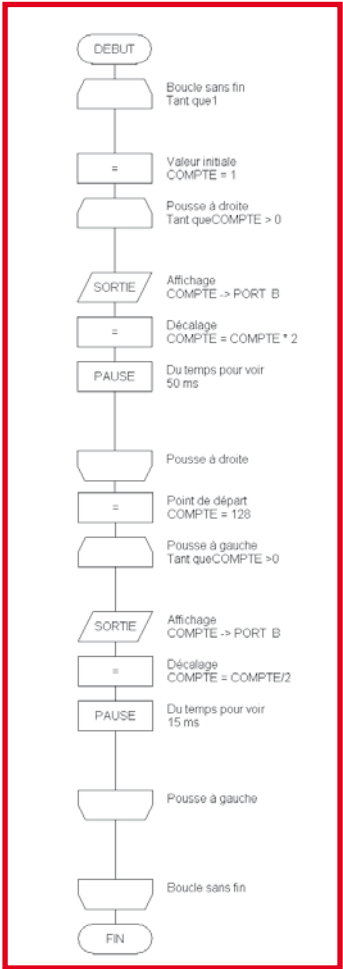 DEBUT
Boucle sans fin
Tant que1
=
Valeur initiale
COMPTE = 1
Pousse à droite
Tant queCOMPTE > 0
SORTIE
Affichage
COMPTE -> PORT B
=
Décalage
COMPTE = COMPTE * 2
PAUSE
Du temps pour voir
50 ms
Pousse à droite
=
Point de départ
COMPTE = 128
Pousse à gauche
Tant queCOMPTE >0
SORTIE
Affichage
COMPTE -> PORT B
=
Décalage
COMPTE = COMPTE/2
PAUSE
Du temps pour voir
15 ms
Pousse à gauche
Boucle sans fin
FIN